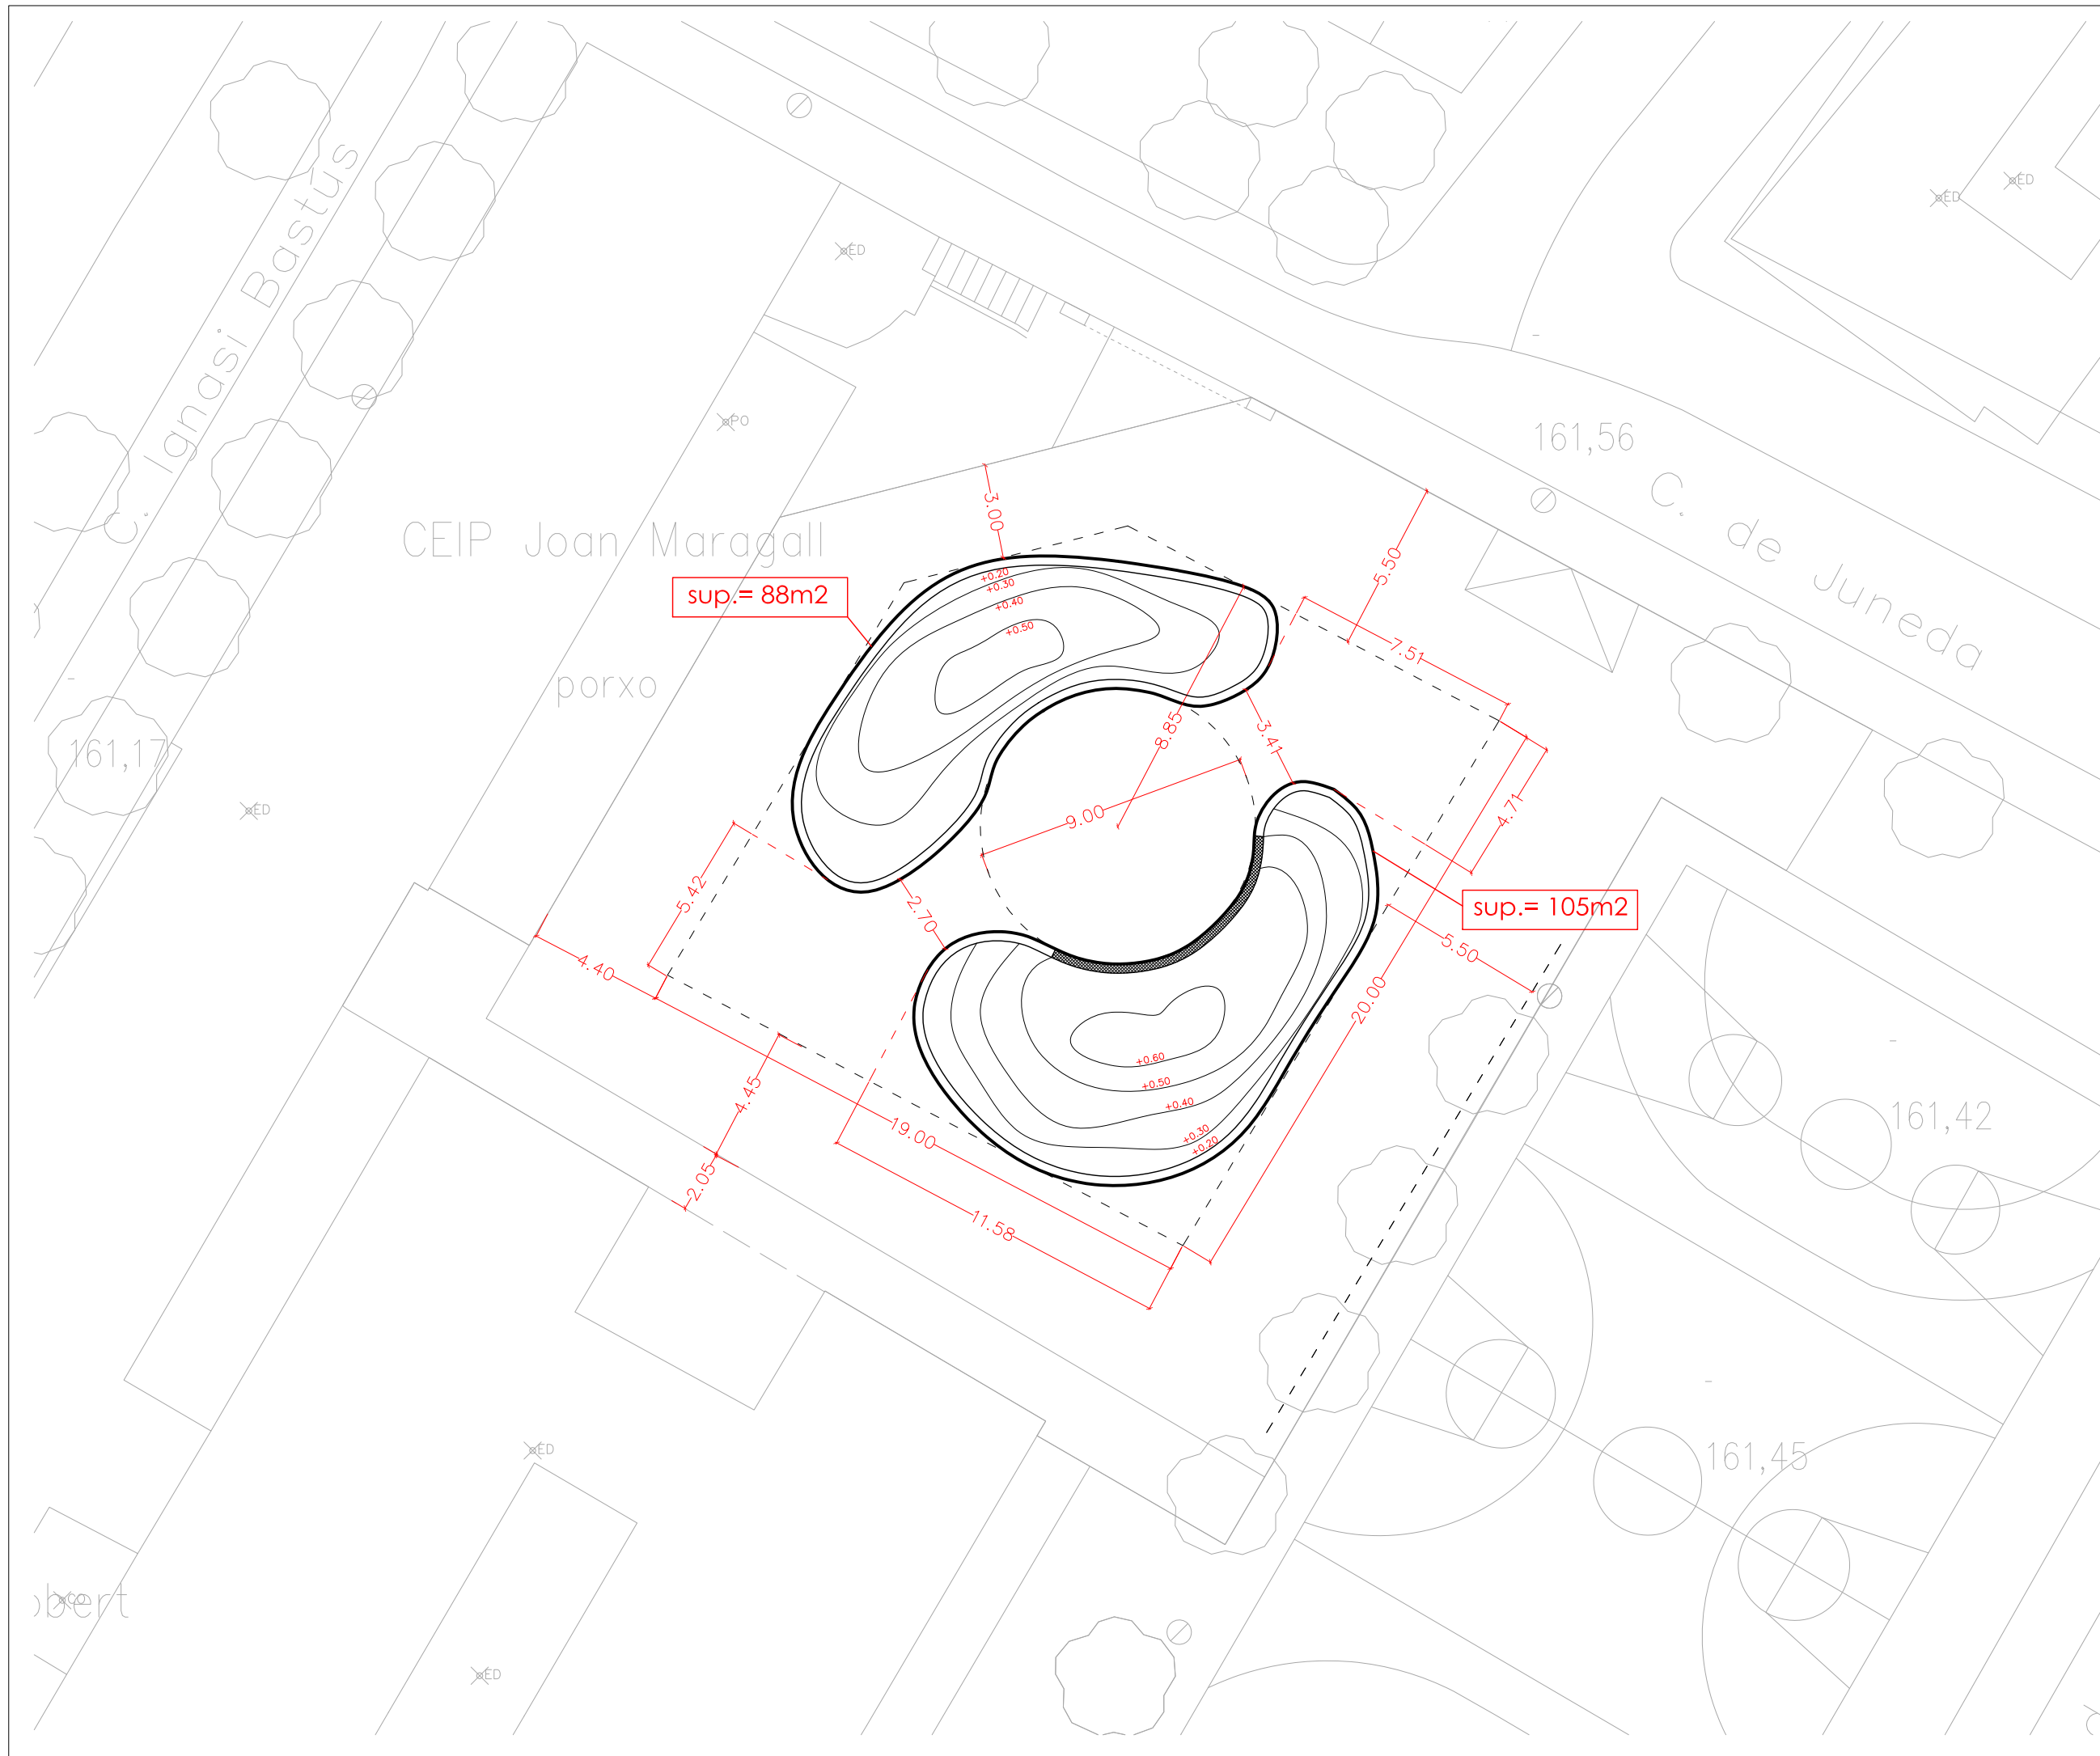 C. Ignasi Bastús
ED
ED
ED
PO
161,56
C. de Juneda
CEIP Joan Maragall
3.00
5.50
sup.= 88m2
+0.20
+0.30
+0.40
+0.50
7.51
porxo
8.85
3.41
161,17
9.00
4.71
ED
5.42
2.70
sup.= 105m2
5.50
4.40
20.00
+0.60
+0.50
+0.40
+0.30
+0.20
4.45
19.00
161,42
2.05
11.58
ED
161,45
CO
bert
ED